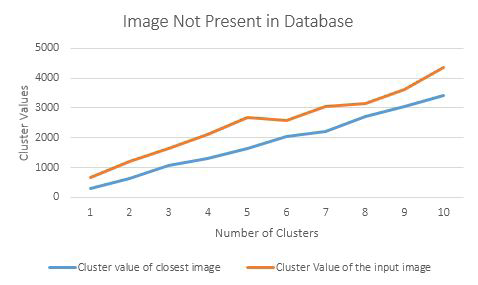 Image Not Present in Database
5000
4000
3000
2000
1000
0
Cluster Values
1 2 3 4 5 6 7 8 9 10
Number of Clusters
Cluster value of closest image Cluster Value of the input image